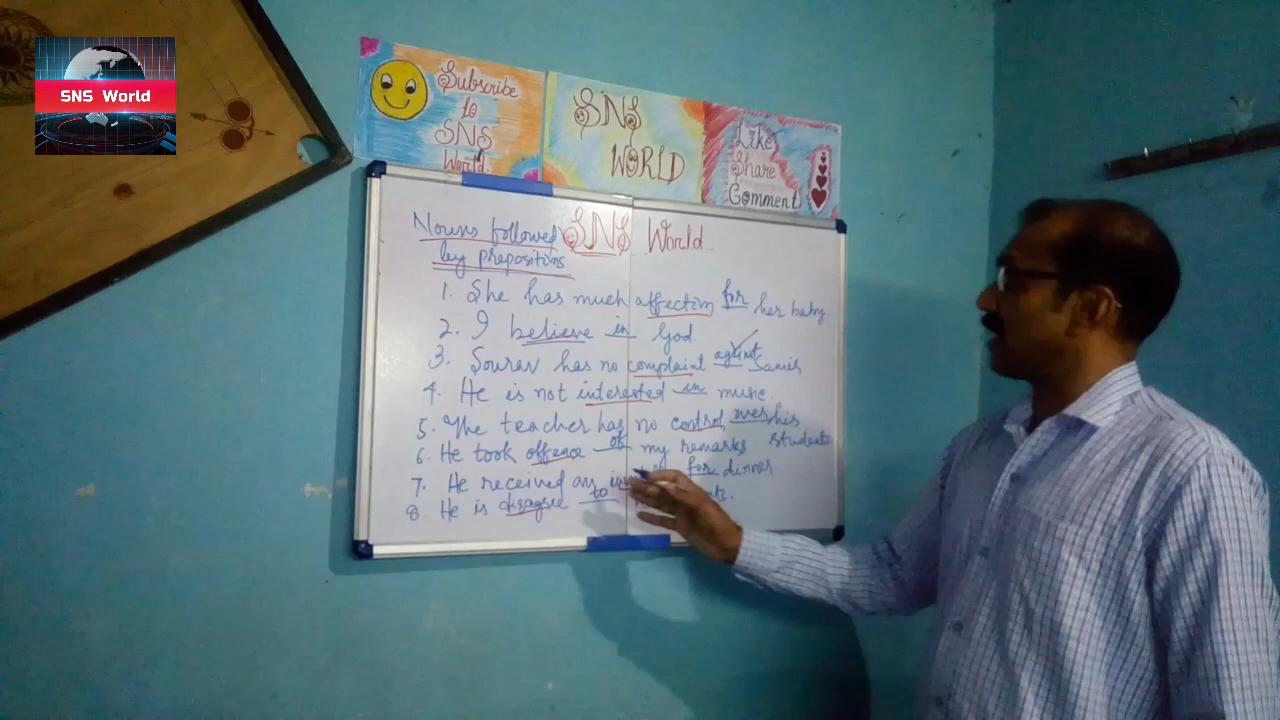 SNS World
Subscribe
to
SNS
World.
SNS
WORLD
Like
Share
Comment
Nouns followed
by prepositions
SNS World.
1. She has much affection for her baby.
2. I believe in God.
3. Sourav has no complaint against Samih
4. He is not interested in music.
5. The teacher has no control over his students
6. He took offence at my remarks
7. He received an for dinner
8. He is disagree to